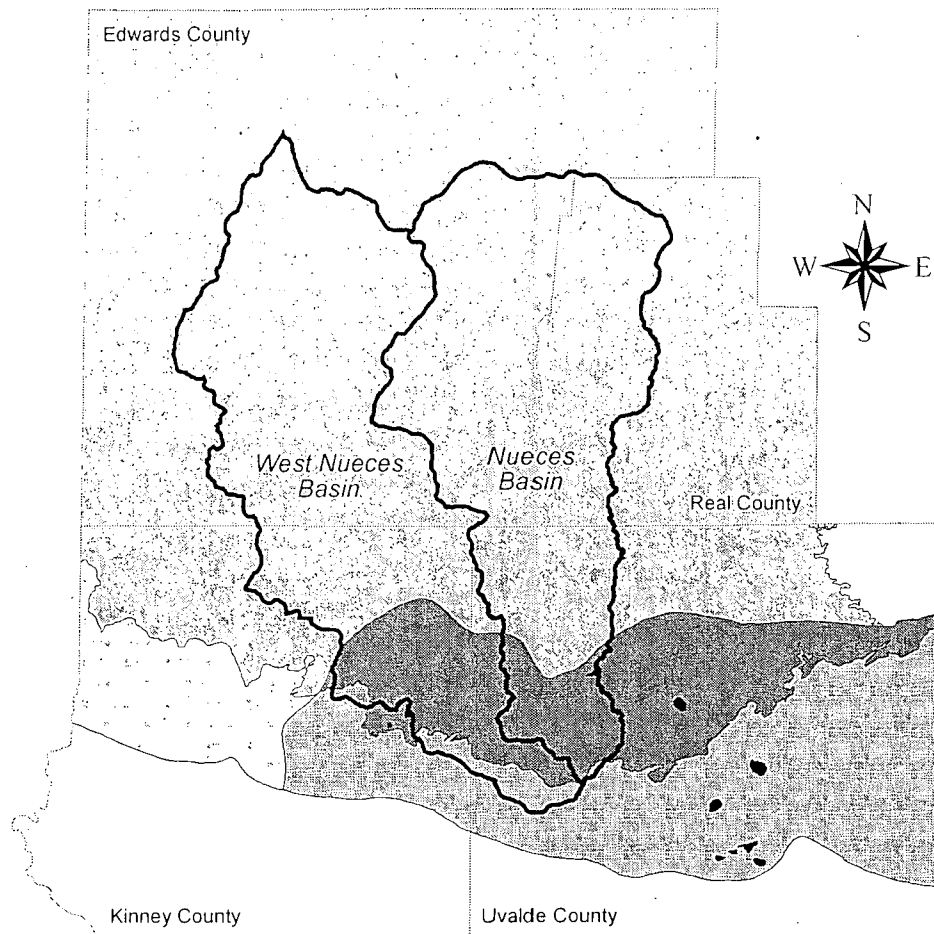 Edwards County
N
W
E
S
West Nueces
Basin
Nueces
Basin
Real County
Kinney County
Uvalde County